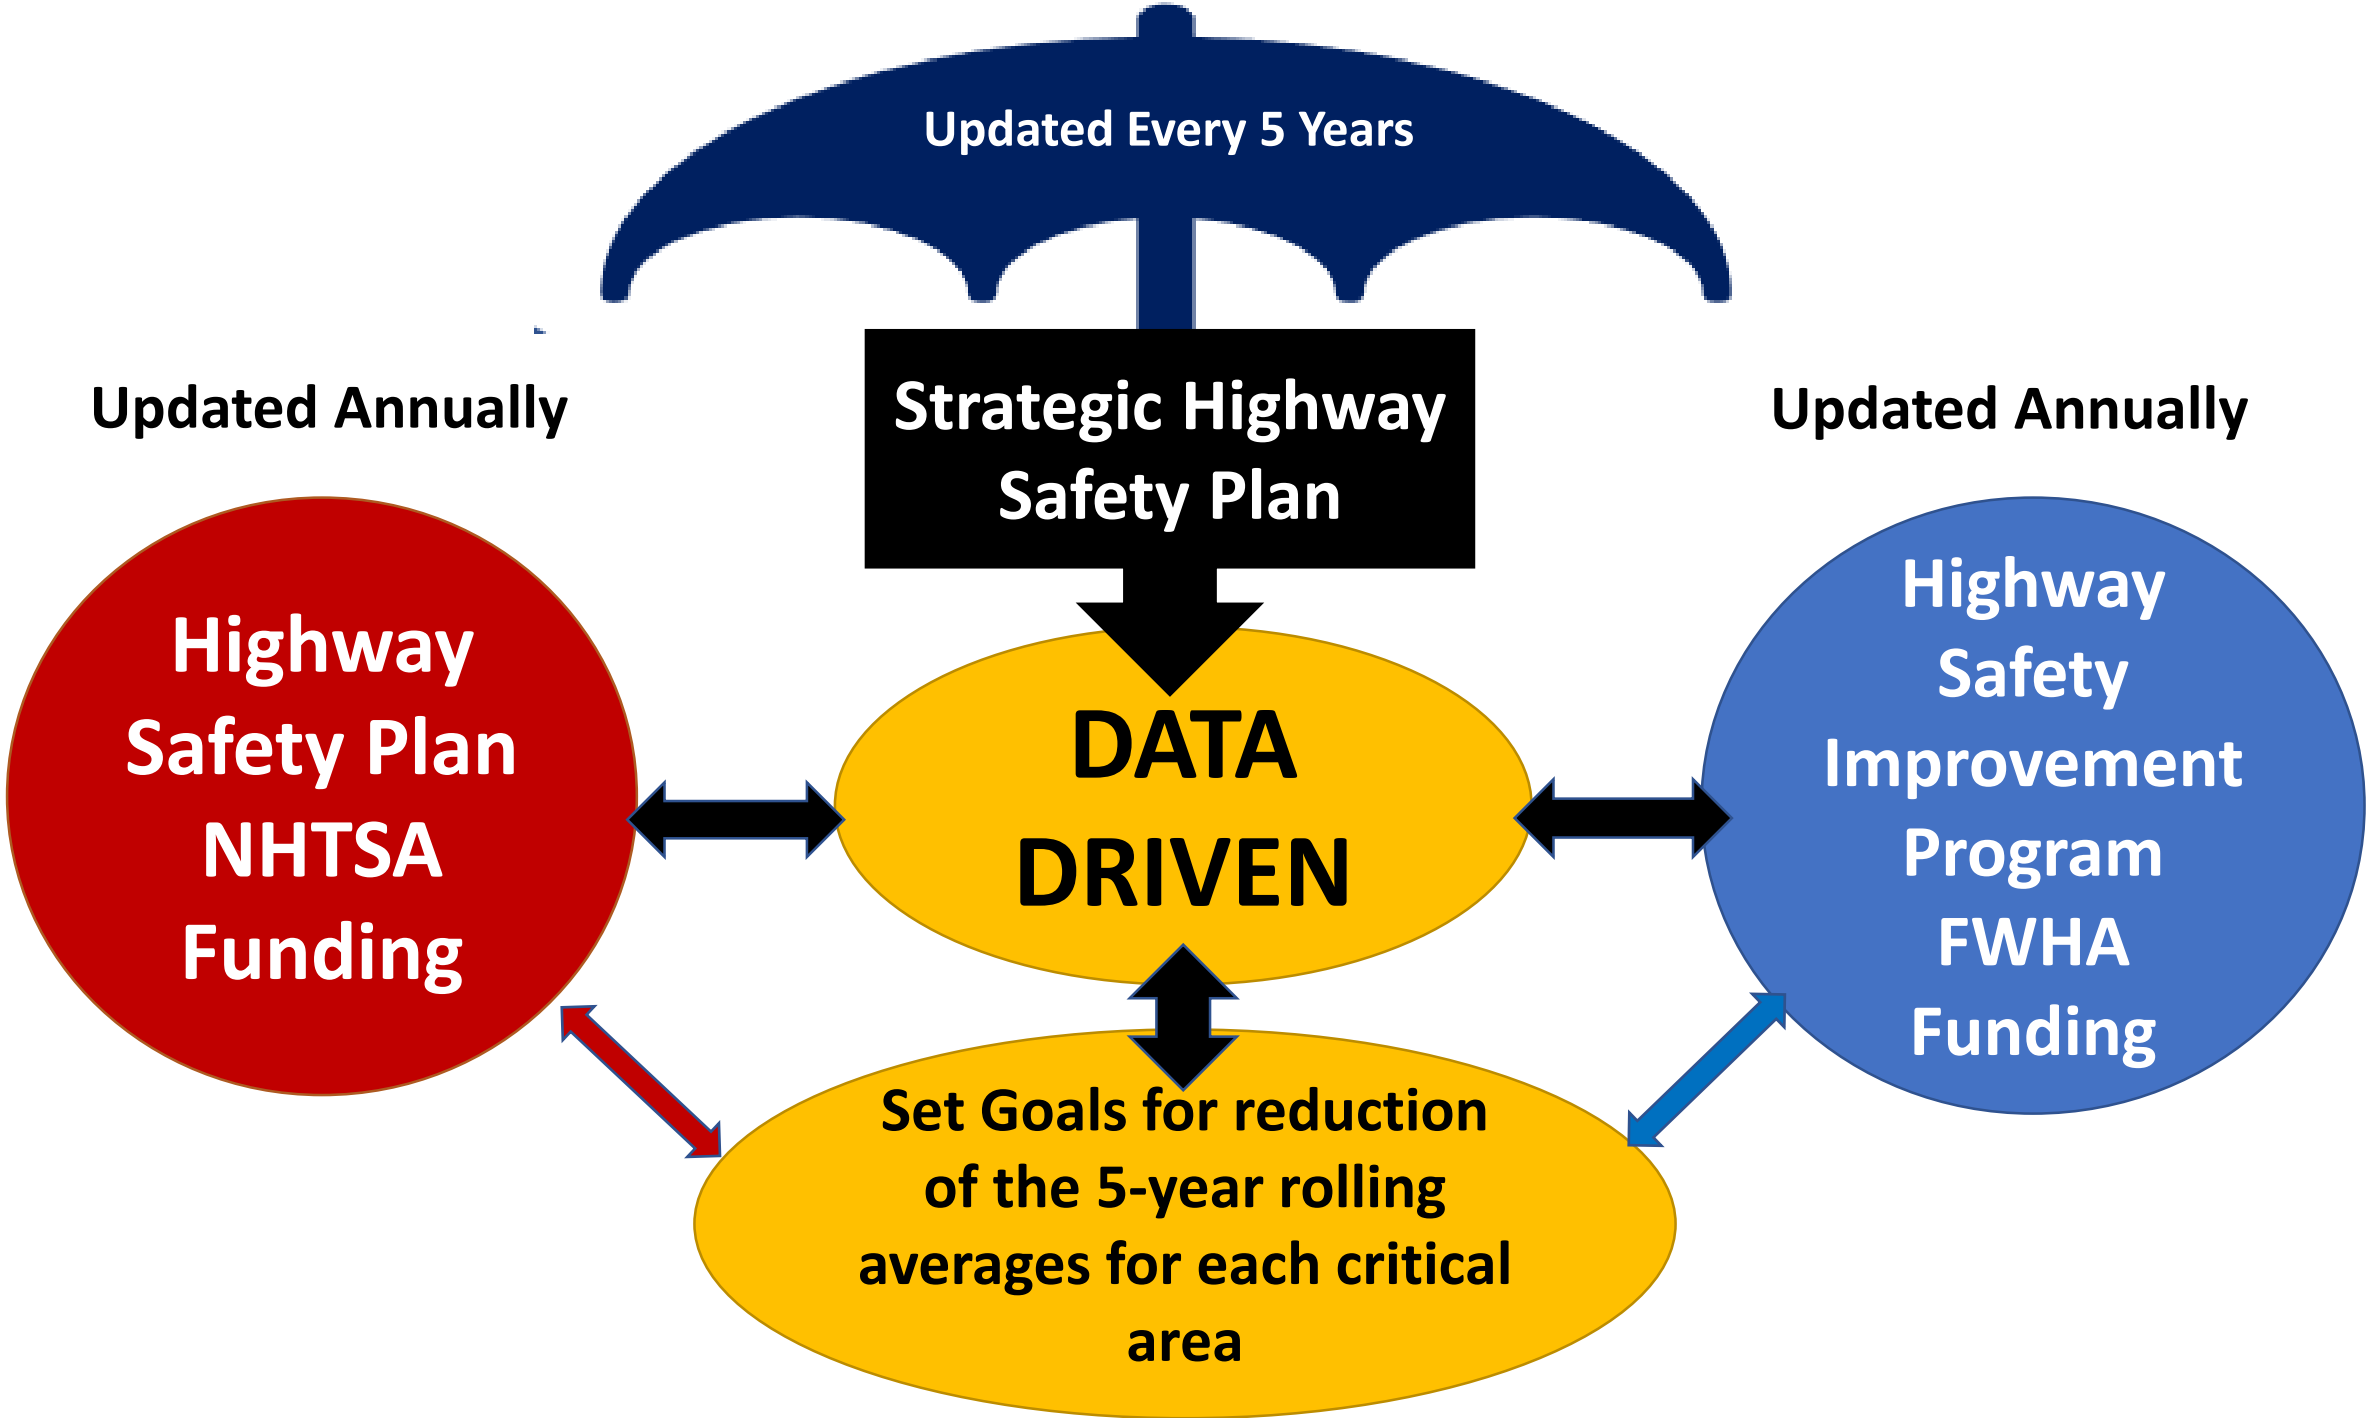 Updated Every 5 Years
Strategic Highway
Safety Plan
Updated Annually
Updated Annually
Highway
Safety Plan
NHTSA
Funding
DATA
DRIVEN
Highway
Safety
Improvement
Program
FWHA
Funding
Set Goals for reduction
of the 5-year rolling
averages for each critical
area